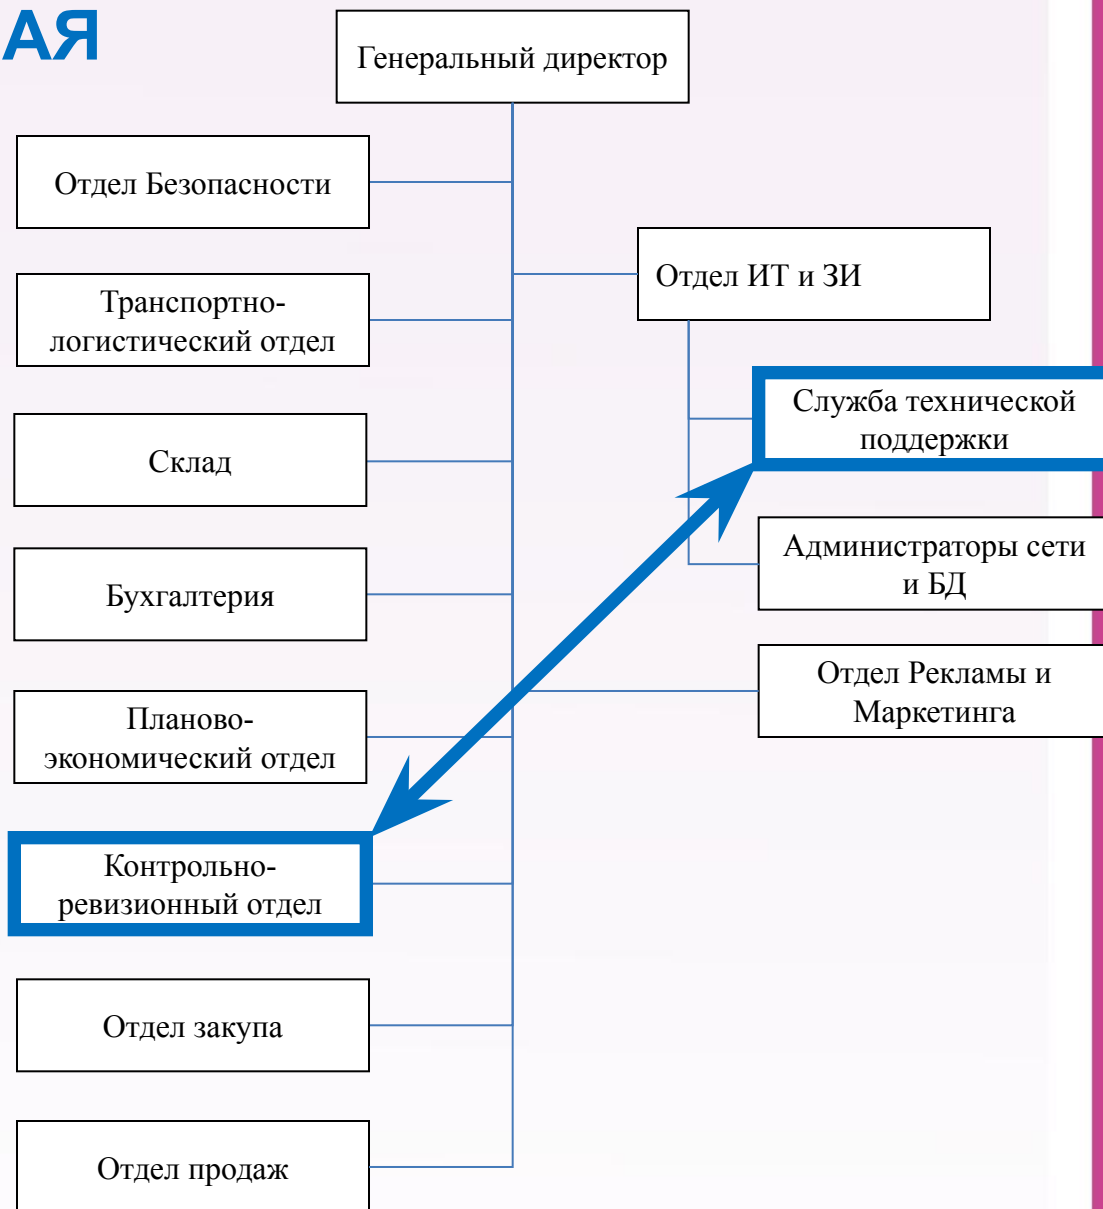 АЯ
Генеральный директор
Отдел Безопасности
Отдел ИТ и ЗИ
Транспортно-
логистический отдел
Служба технической
поддержки
Склад
Администраторы сети
и БД
Бухгалтерия
Отдел Рекламы и
Маркетинга
Планово-
экономический отдел
Контрольно-
ревизионный отдел
Отдел закупа
Отдел продаж